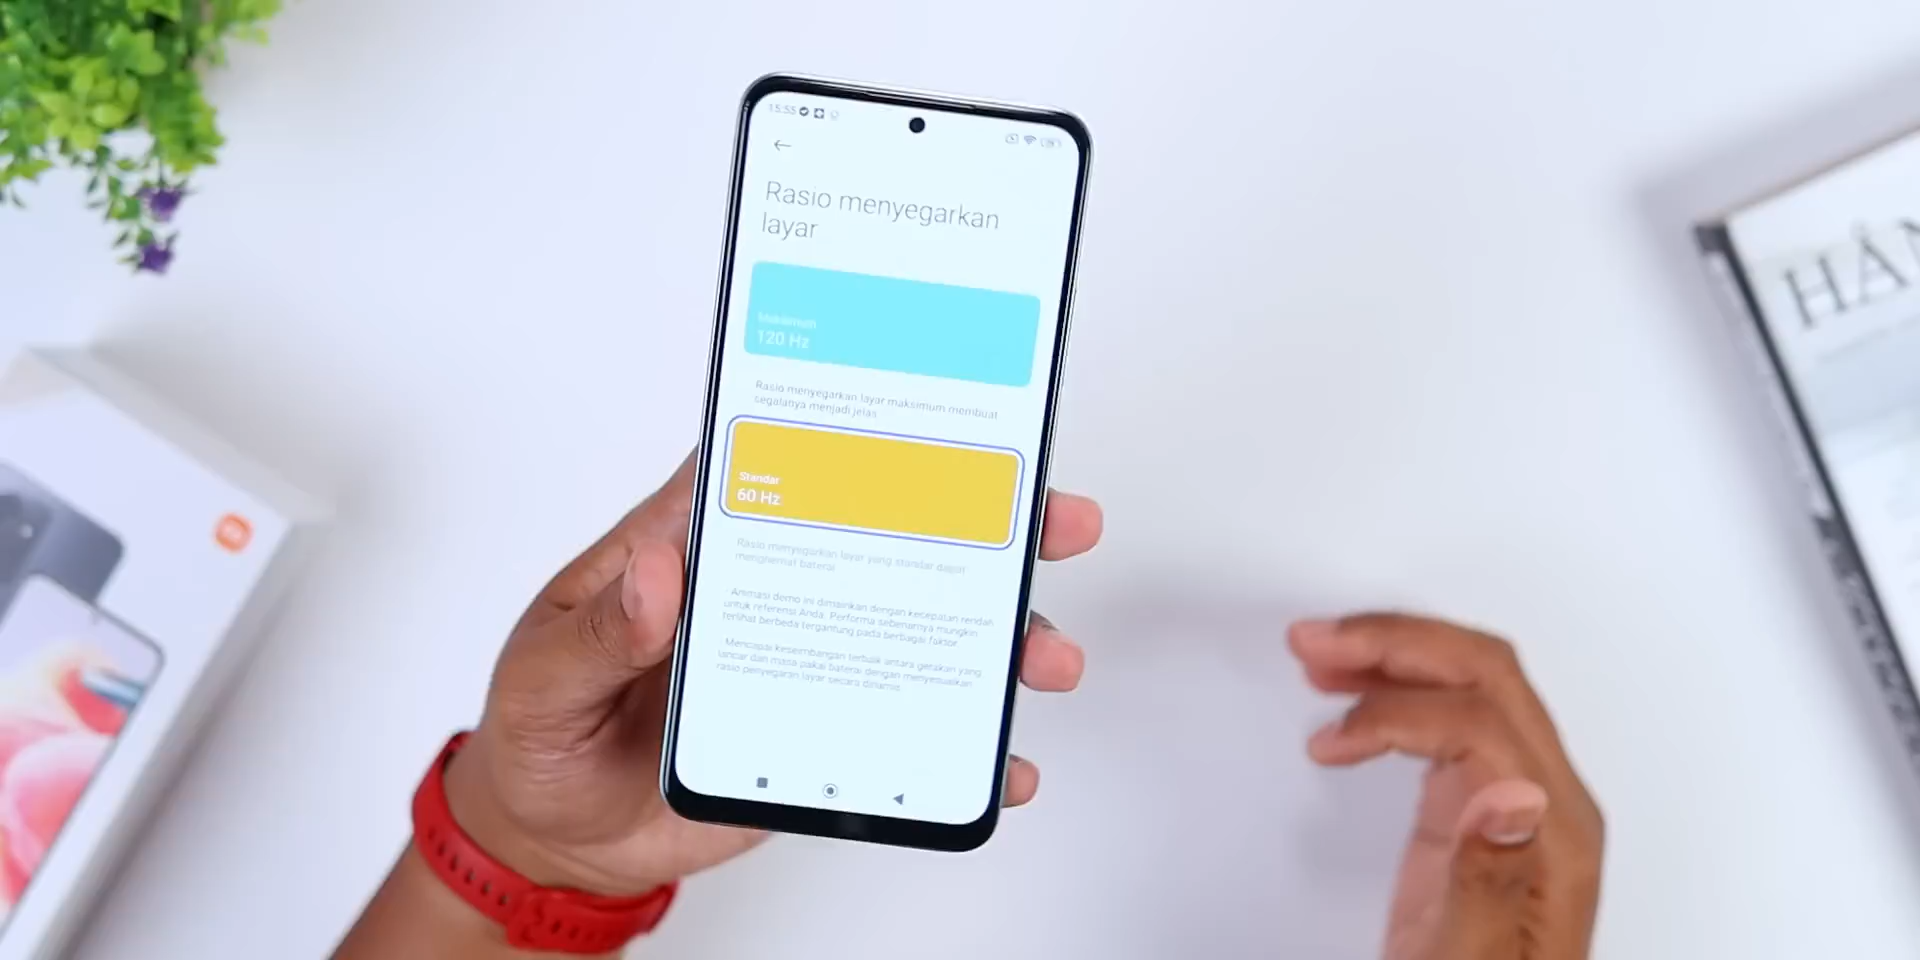 15.55
Rasio menyegarkan
layar
Maksimum
120 Hz
Rasio menyegarkan layar maksimum membuat
segalanya menjadi jelas
Standar
60 Hz
Rasio menyegarkan layar yang standar dapat
menghemat baterai
· Animasi demo ini dimainkan dengan kecepatan rendah
untuk referensi Anda. Performa sebenarnya mungkin
terlihat berbeda tergantung pada berbagai faktor.
· Mencapai keseimbangan terbaik antara gerakan yang
lancar dan masa pakai baterai dengan menyesuaikan
rasio penyegaran layar secara dinamis.
HÅN